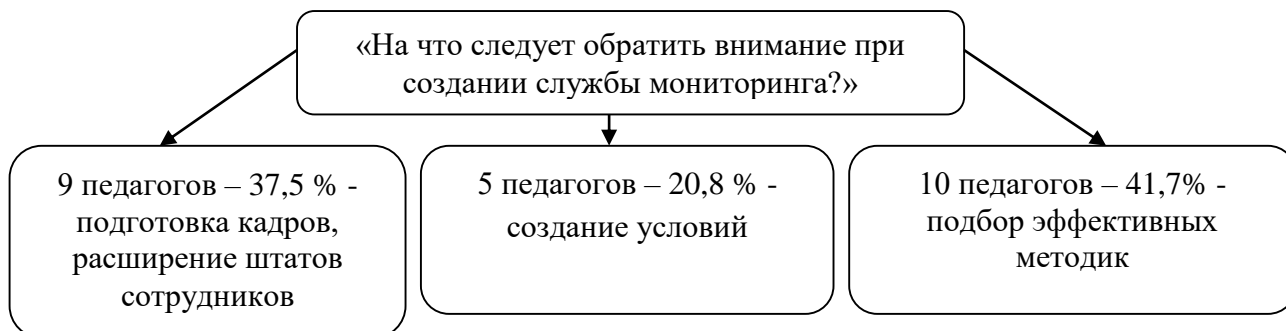 «На что следует обратить внимание при
создании службы мониторинга?»
9 педагогов – 37,5 % -
подготовка кадров,
расширение штатов
сотрудников
5 педагогов – 20,8 % -
создание условий
10 педагогов – 41,7% -
подбор эффективных
методик